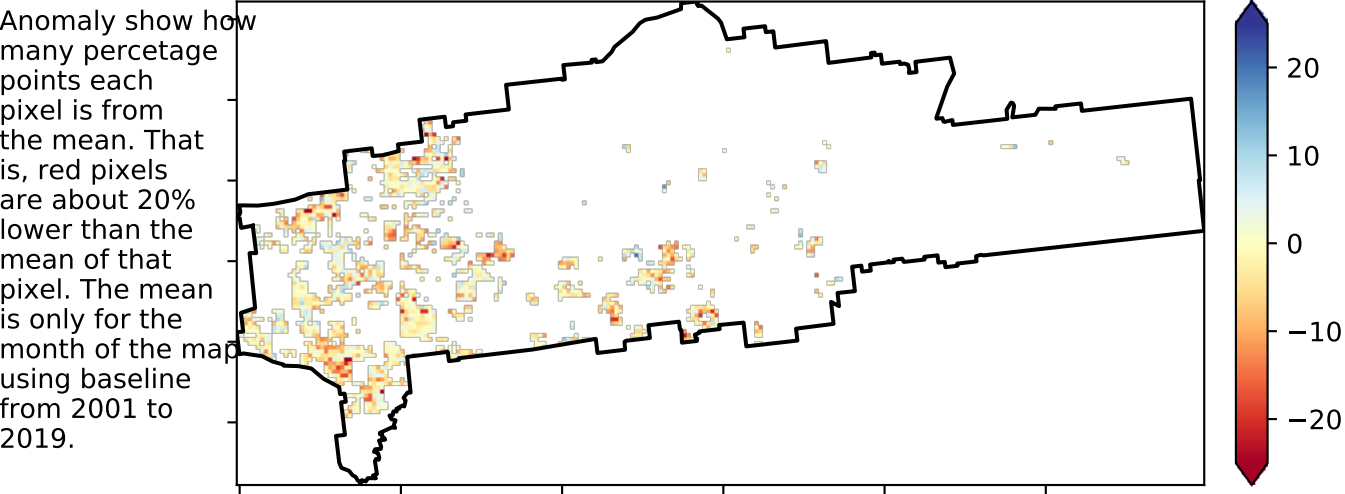 Anomaly show how
many percetage
points each
pixel is from
the mean. That
is, red pixels
are about 20%
lower than the
mean of that
pixel. The mean
is only for the
month of the map
using baseline
from 2001 to
2019.
20
10
0
−10
−20